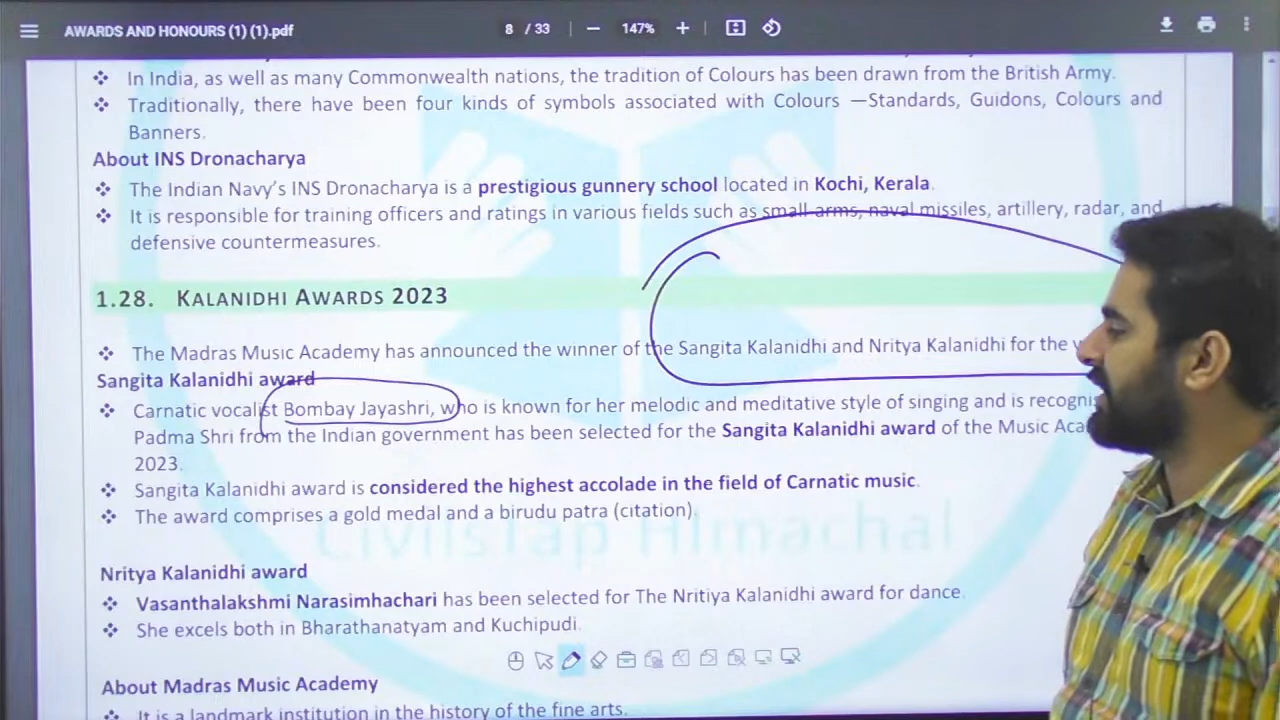 AWARDS AND HONOURS (1) (1).pdf
8 / 33
147%
❖ In India, as well as many Commonwealth nations, the tradition of Colours has been drawn from the British Army.
❖ Traditionally, there have been four kinds of symbols associated with Colours —Standards, Guidons, Colours and
Banners.
About INS Dronacharya
❖ The Indian Navy's INS Dronacharya is a prestigious gunnery school located in Kochi, Kerala.
❖ It is responsible for training officers and ratings in various fields such as small arms, naval missiles, artillery, radar, and
defensive countermeasures.
1.28. KALANIDHI AWARDS 2023
❖ The Madras Music Academy has announced the winner of the Sangita Kalanidhi and Nritya Kalanidhi for the
Sangita Kalanidhi award
❖ Carnatic vocalist Bombay Jayashri, who is known for her melodic and meditative style of singing and is
Padma Shri from the Indian government has been selected for the Sangita Kalanidhi award of the Music
2023.
❖ Sangita Kalanidhi award is considered the highest accolade in the field of Carnatic music.
❖ The award comprises a gold medal and a birudu patra (citation).
CivilsTap Himachal
Nritya Kalanidhi award
❖ Vasanthalakshmi Narasimhachari has been selected for The Nritiya Kalanidhi award for dance.
❖ She excels both in Bharathanatyam and Kuchipudi.
About Madras Music Academy
❖ It is a landmark institution in the history of the fine arts.